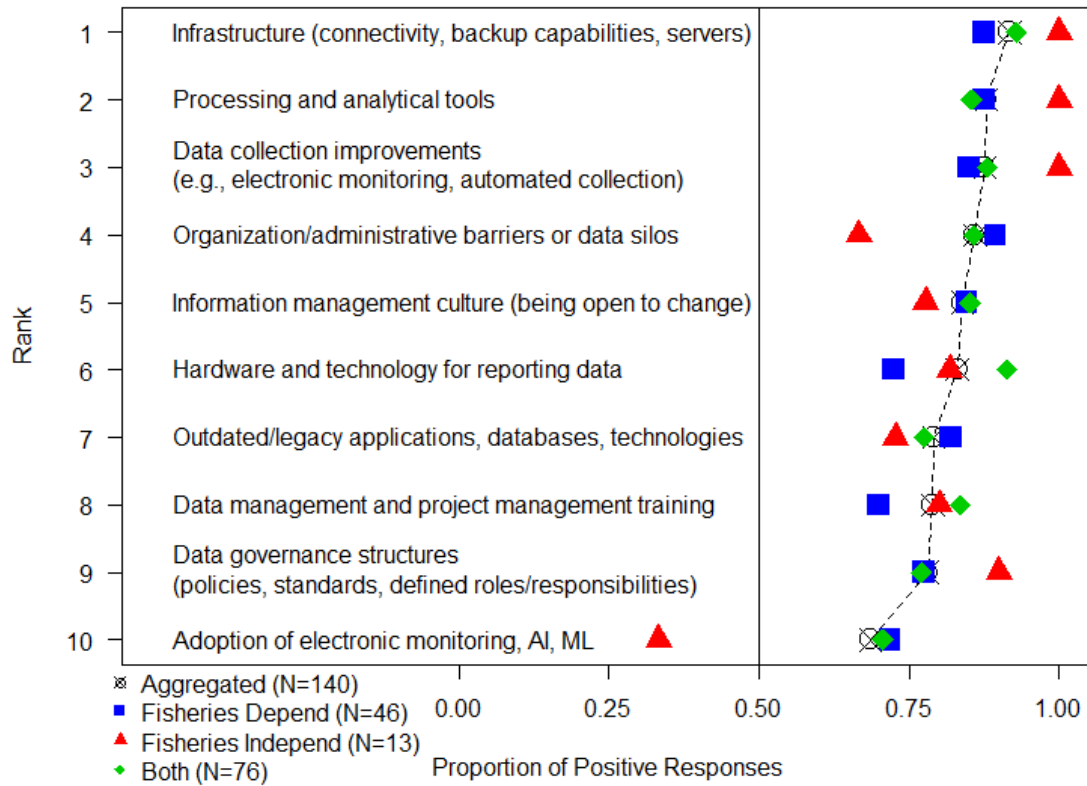 1 Infrastructure (connectivity, backup capabilities, servers)
2 Processing and analytical tools
Data collection improvements
3 (e.g., electronic monitoring, automated collection)
4 Organization/administrative barriers or data silos
5 Information management culture (being open to change)
Rank
6 Hardware and technology for reporting data
7 Outdated/legacy applications, databases, technologies
8 Data management and project management training
Data governance structures
9 (policies, standards, defined roles/responsibilities)
10 Adoption of electronic monitoring, AI, ML
Aggregated (N=140)
Fisheries Depend (N=46)
Fisheries Independ (N=13)
Both (N=76)
0.00 0.25 0.50 0.75 1.00
Proportion of Positive Responses